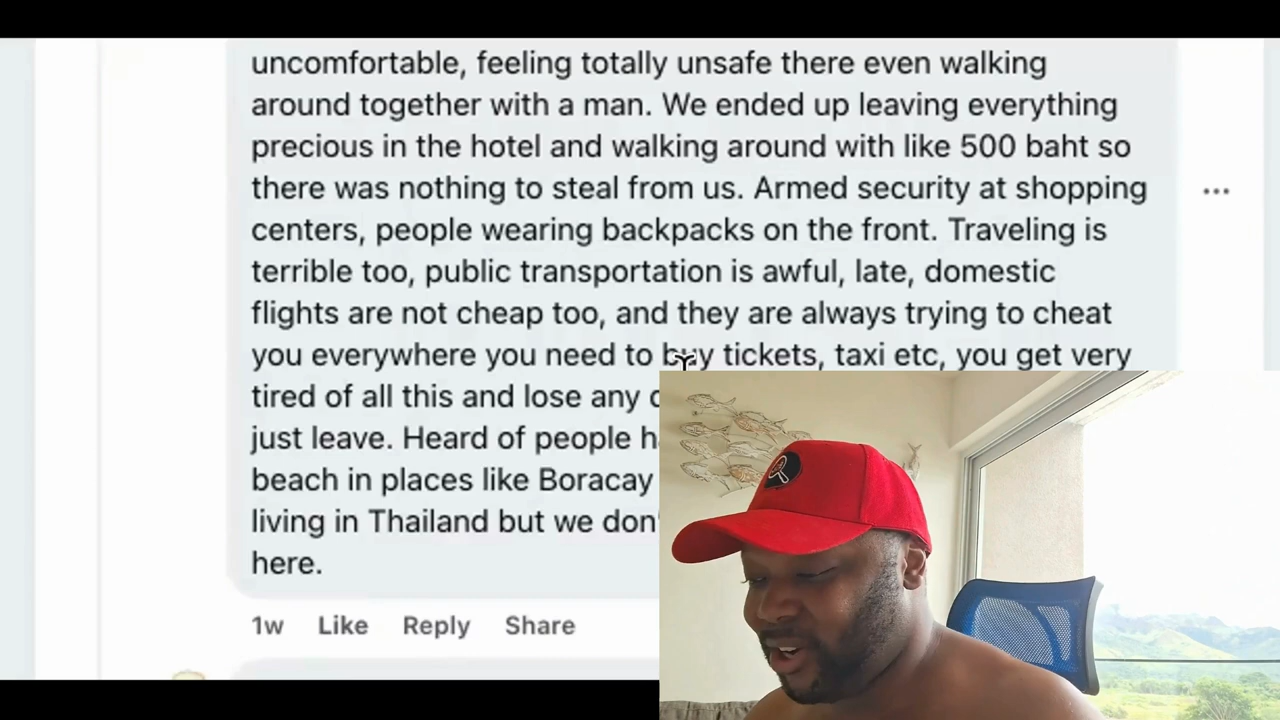 uncomfortable, feeling totally unsafe there even walking
around together with a man. We ended up leaving everything
precious in the hotel and walking around with like 500 baht so
there was nothing to steal from us. Armed security at shopping
centers, people wearing backpacks on the front. Traveling is
terrible too, public transportation is awful, late, domestic
flights are not cheap too, and they are always trying to cheat
you everywhere you need to buy tickets, taxi etc, you get very
tired of all this and lose any
just leave. Heard of people
beach in places like Boracay
living in Thailand but we
here.
1w Like Reply Share